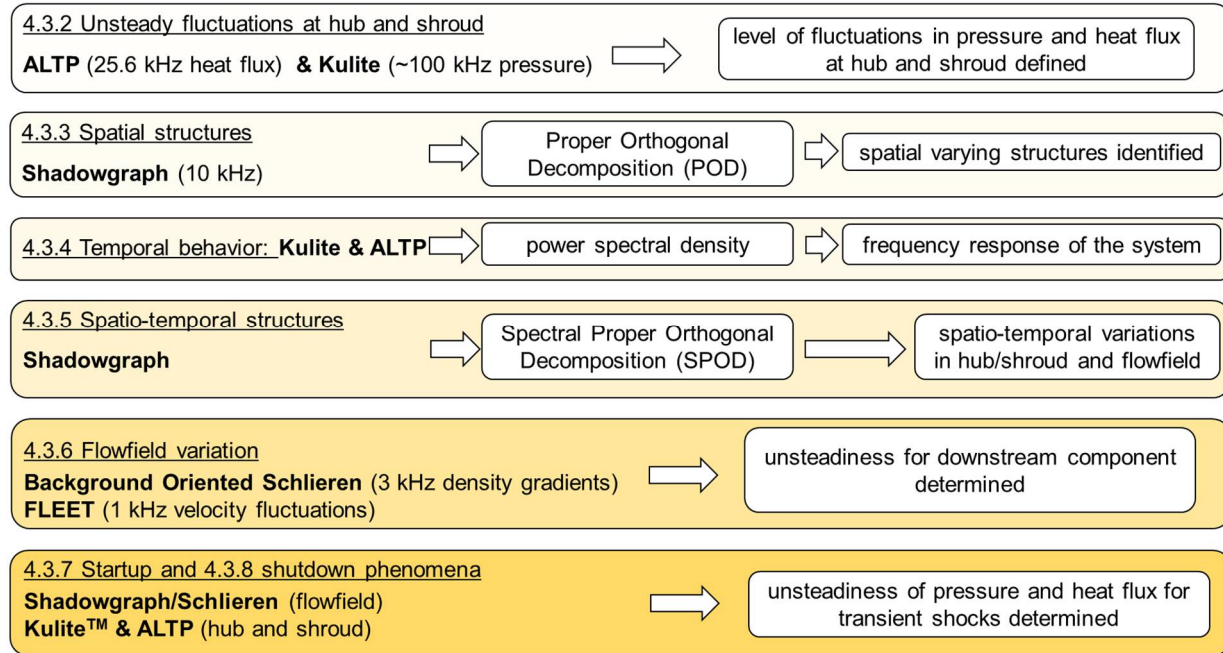 4.3.2 Unsteady fluctuations at hub and shroud
ALTP (25.6 kHz heat flux) & Kulite (~100 kHz pressure)
level of fluctuations in pressure and heat flux
at hub and shroud defined
4.3.3 Spatial structures
Shadowgraph (10 kHz)
Proper Orthogonal
Decomposition (POD)
spatial varying structures identified
4.3.4 Temporal behavior: Kulite & ALTP
power spectral density
frequency response of the system
4.3.5 Spatio-temporal structures
Shadowgraph
Spectral Proper Orthogonal
Decomposition (SPOD)
spatio-temporal variations
in hub/shroud and flowfield
4.3.6 Flowfield variation
Background Oriented Schlieren (3 kHz density gradients)
FLEET (1 kHz velocity fluctuations)
unsteadiness for downstream component
determined
4.3.7 Startup and 4.3.8 shutdown phenomena
Shadowgraph/Schlieren (flowfield)
Kulite™ & ALTP (hub and shroud)
unsteadiness of pressure and heat flux for
transient shocks determined